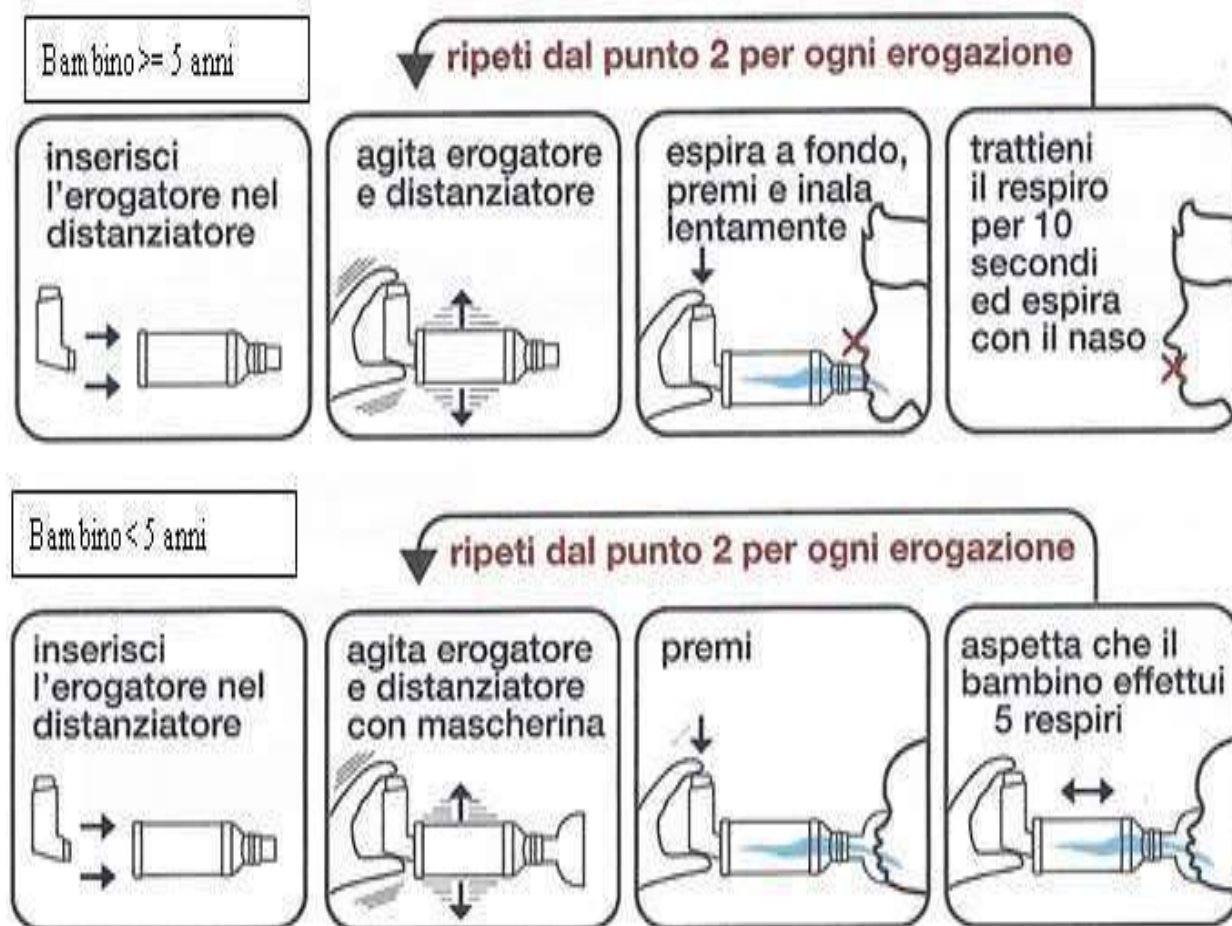 Bambino >= 5 anni
ripeti dal punto 2 per ogni erogazione
inserisci
l'erogatore nel
distanziatore
agita erogatore
e distanziatore
espira a fondo,
premi e inala
lentamente
trattieni
il respiro
per 10
secondi
ed espira
con il naso
Bambino < 5 anni
ripeti dal punto 2 per ogni erogazione
inserisci
l'erogatore nel
distanziatore
agita erogatore
e distanziatore
con mascherina
premi
aspetta che il
bambino effettui
5 respiri